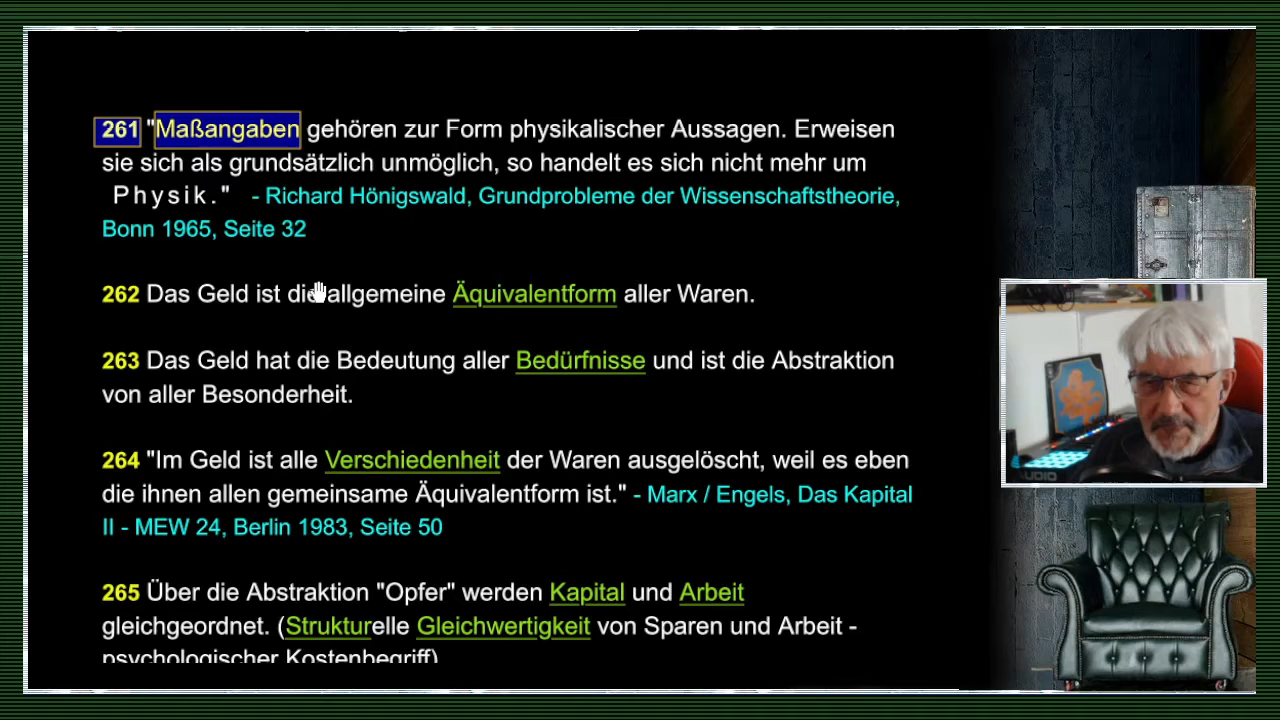 261 "Maßangaben gehören zur Form physikalischer Aussagen. Erweisen
sie sich als grundsätzlich unmöglich, so handelt es sich nicht mehr um
Physik." - Richard Hönigswald, Grundprobleme der Wissenschaftstheorie,
Bonn 1965, Seite 32
262 Das Geld ist die allgemeine Äquivalentform aller Waren.
263 Das Geld hat die Bedeutung aller Bedürfnisse und ist die Abstraktion
von aller Besonderheit.
264 "Im Geld ist alle Verschiedenheit der Waren ausgelöscht, weil es eben
die ihnen allen gemeinsame Äquivalentform ist." - Marx / Engels, Das Kapital
II - MEW 24, Berlin 1983, Seite 50
265 Über die Abstraktion "Opfer" werden Kapital und Arbeit
gleichgeordnet. (Strukturelle Gleichwertigkeit von Sparen und Arbeit -
psychologischer Kostenbegriff)